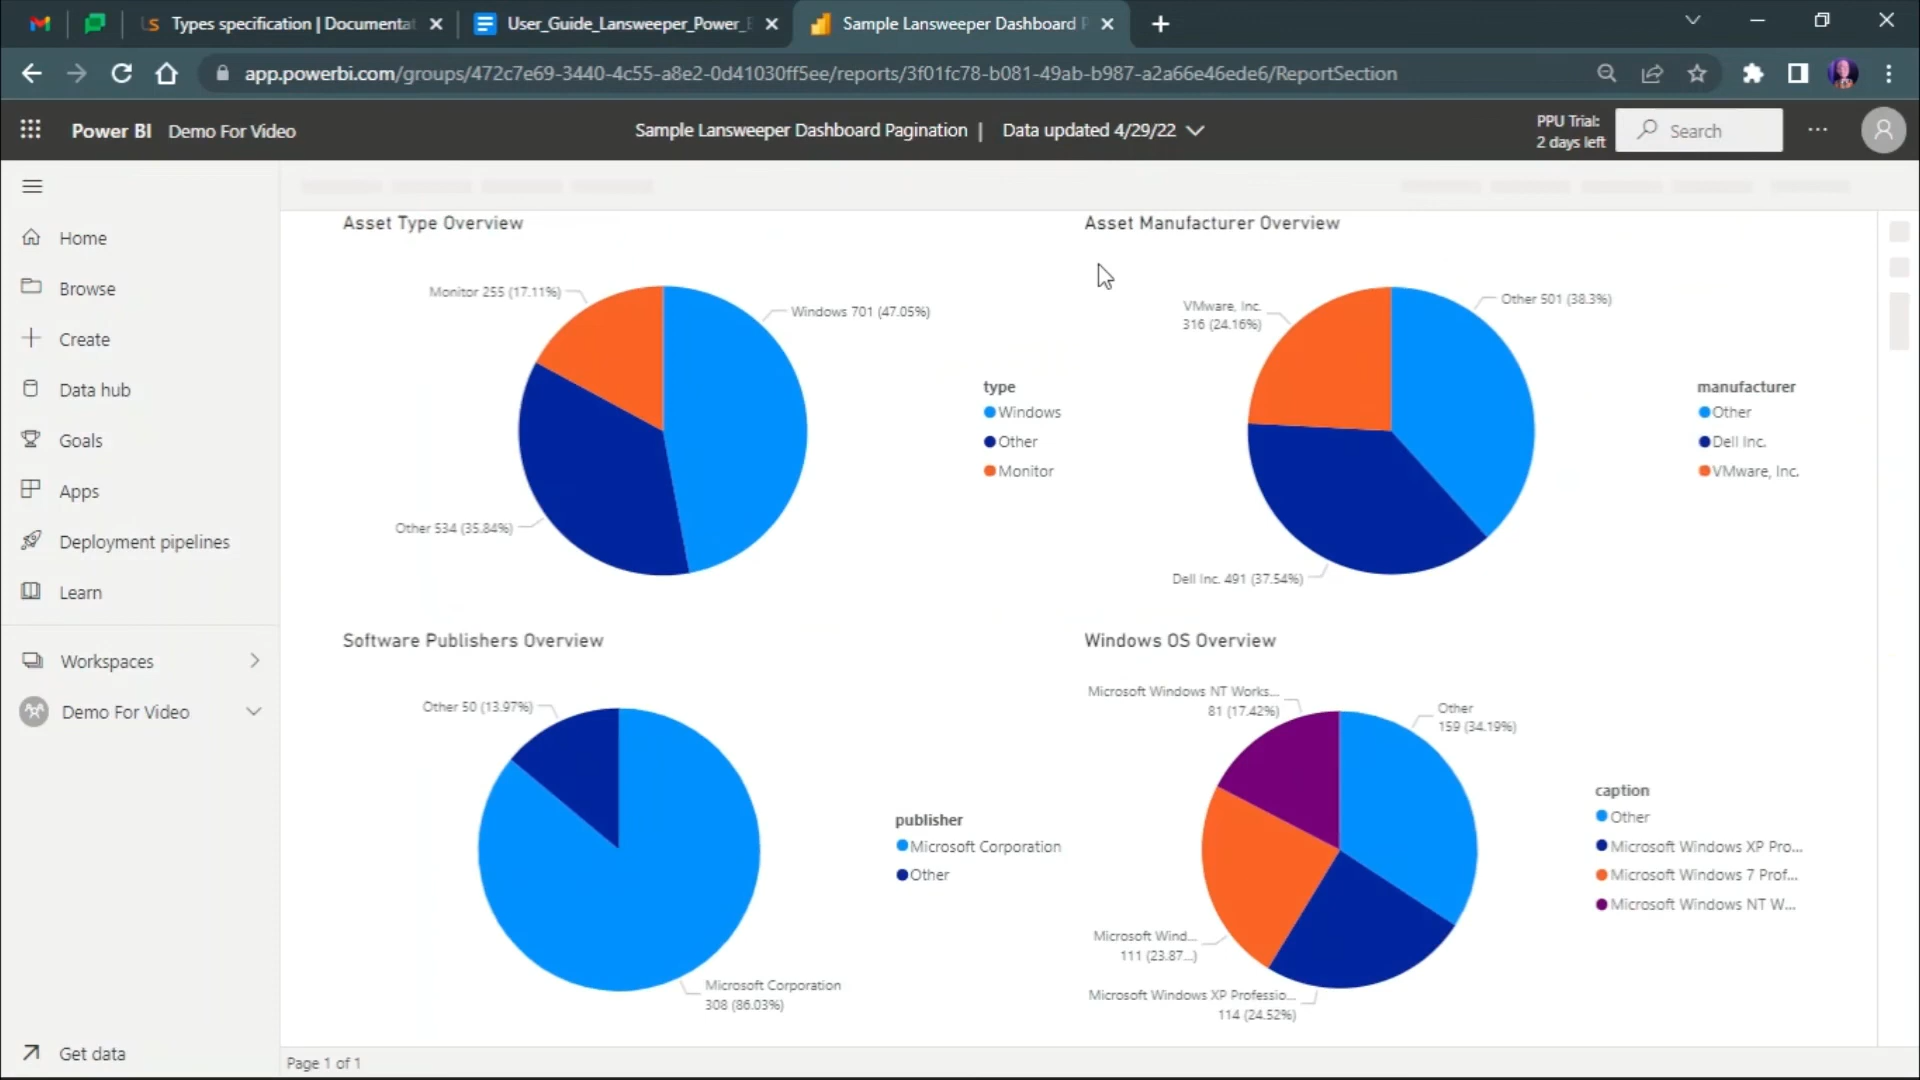 Types specification | Documentat
User_Guide_Lansweeper_Power_B
Sample Lansweeper Dashboard P
app.powerbi.com/groups/472c7e69-3440-4c55-a8e2-0d41030ff5ee/reports/3f01fc78-b081-49ab-b987-a2a66e46ede6/ReportSection
Power BI Demo For Video
Sample Lansweeper Dashboard Pagination | Data updated 4/29/22
PPU Trial:
2 days left
Search
Home
Browse
Create
Data hub
Goals
Apps
Deployment pipelines
Learn
Workspaces
Demo For Video
Get data
Asset Type Overview
Monitor 255 (17.11%)
Windows 701 (47.05%)
Other 534 (35.84%)
type
Windows
Other
Monitor
Asset Manufacturer Overview
VMware, Inc.
316 (24.16%)
Other 501 (38.3%)
Dell Inc. 491 (37.54%)
manufacturer
Other
Dell Inc.
VMware, Inc.
Software Publishers Overview
Other 50 (13.97%)
Microsoft Corporation
308 (86.03%)
publisher
Microsoft Corporation
Other
Windows OS Overview
Microsoft Windows NT Works...
81 (17.42%)
Other
159 (34.19%)
Microsoft Wind...
111 (23.87...)
Microsoft Windows XP Professio...
114 (24.52%)
caption
Other
Microsoft Windows XP Pro...
Microsoft Windows 7 Prof...
Microsoft Windows NT W...
Page 1 of 1